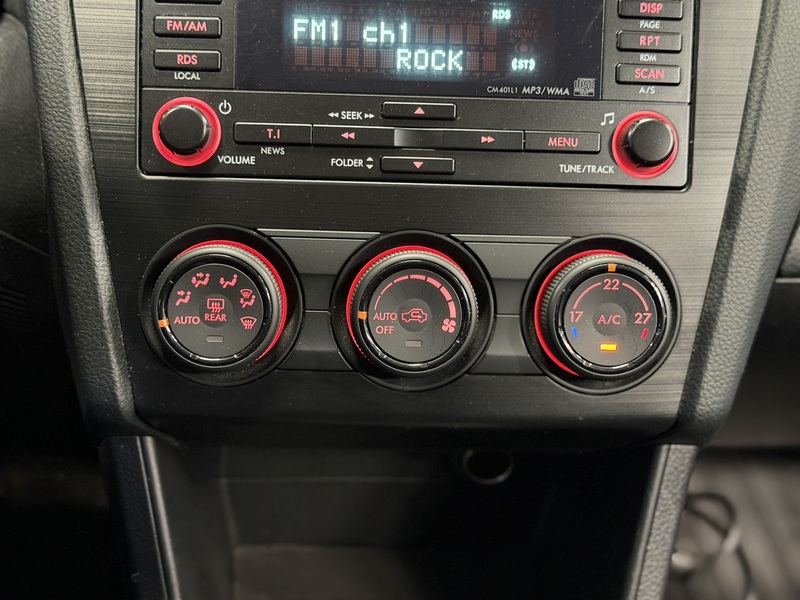 DISP
RDS
PAGE
FM/AM
FM1 ch1
NEWS
RPT
RDS
ROCK
(ST)
RDM
LOCAL
SCAN
CM401L1 MP3/WMA
A/S
SEEK
T.I
MENU
VOLUME
NEWS
FOLDER
TUNE/TRACK
REAR
AUTO
AUTO
OFF
22
17
A/C
27